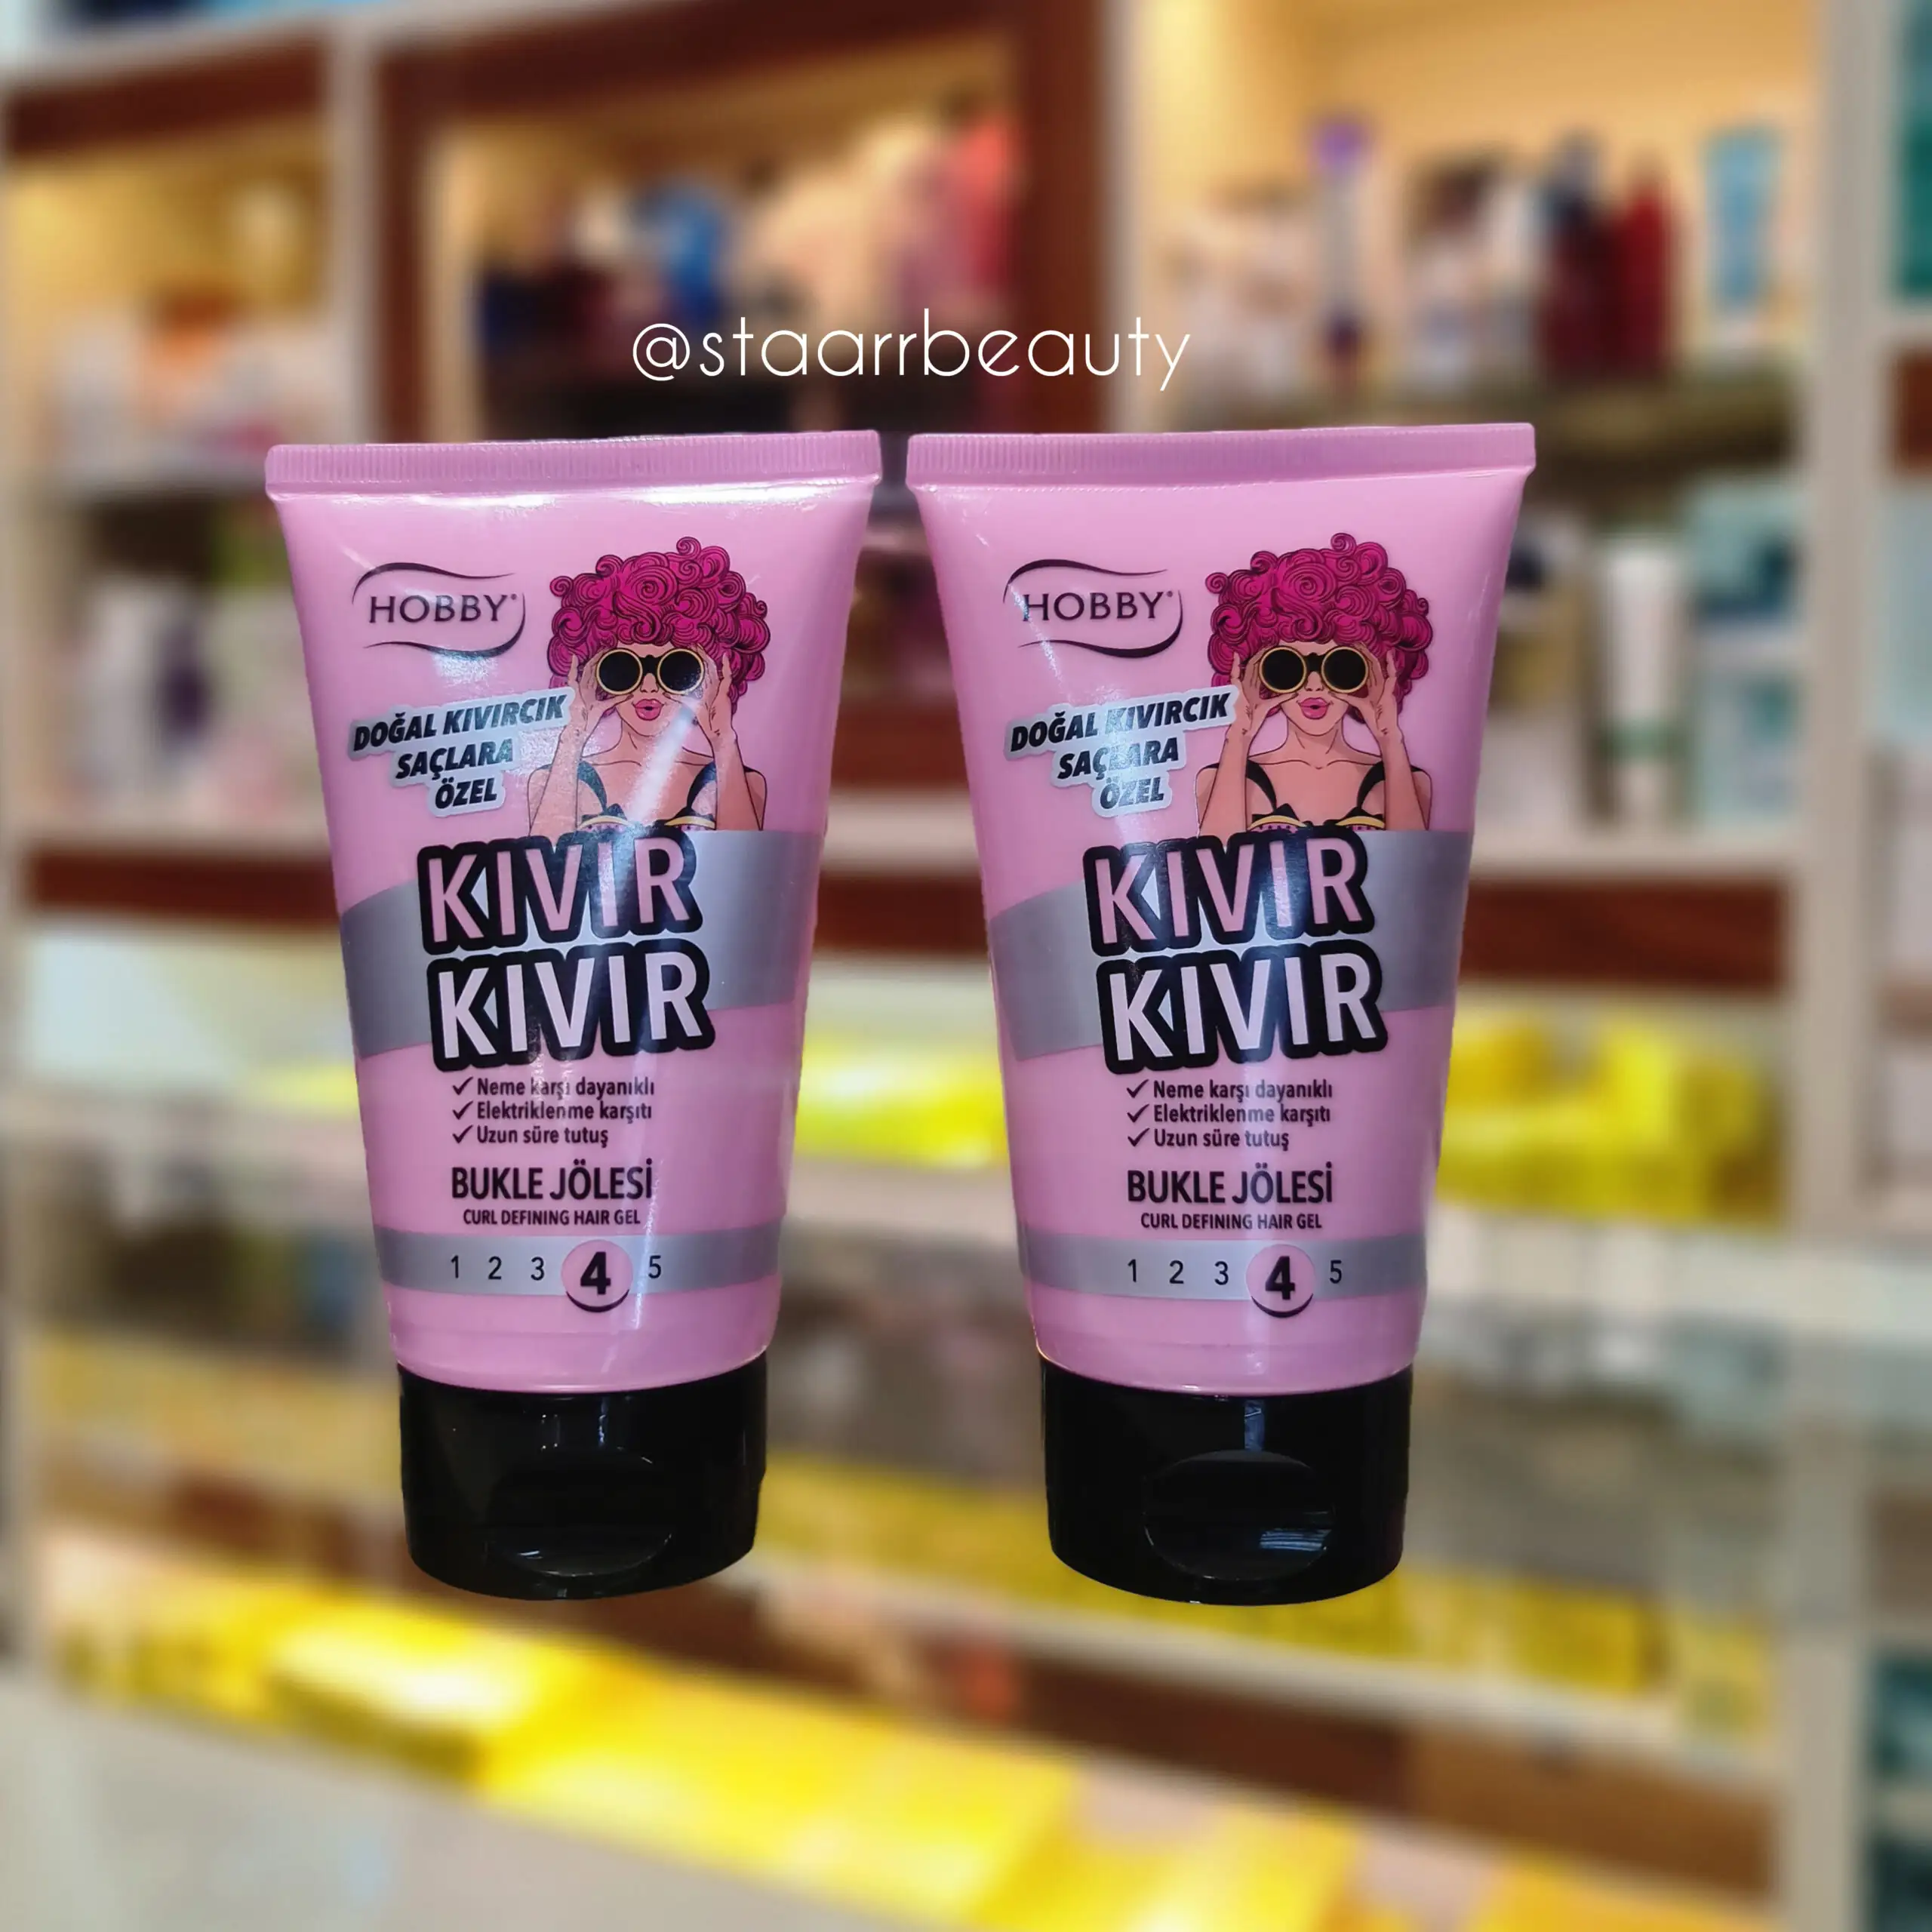 @staarrbeauty
HOBBY®
DOĞAL KIVIRCIK
SAÇLARA
ÖZEL
KIVIR
KIVIR
✓ Neme karşı dayanıklı
✓ Elektriklenme karşıtı
✓ Uzun süre tutuş
BUKLE JÖLESİ
CURL DEFINING HAIR GEL
1 2 3 4 5
HOBBY®
DOĞAL KIVIRCIK
SAÇLARA
ÖZEL
KIVIR
KIVIR
✓ Neme karşı dayanıklı
✓ Elektriklenme karşıtı
✓ Uzun süre tutuş
BUKLE JÖLESİ
CURL DEFINING HAIR GEL
1 2 3 4 5